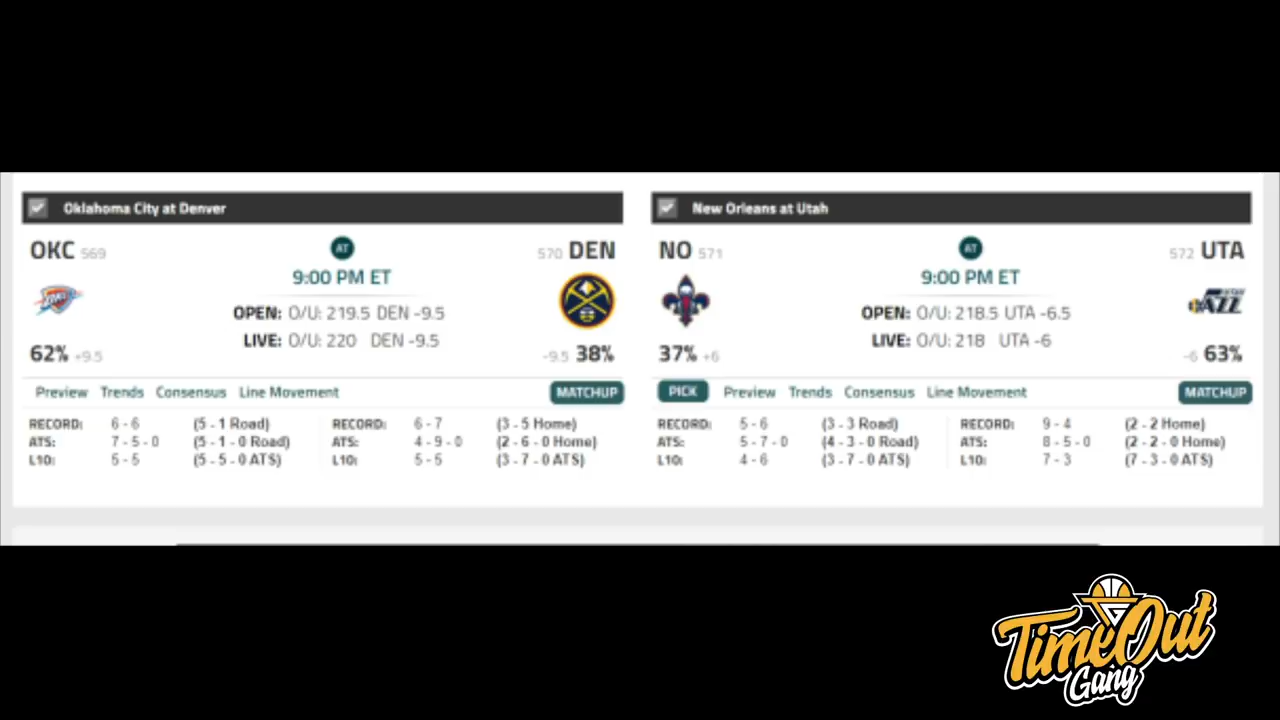 Oklahoma City at Denver
OKC 569 AT 570 DEN
9:00 PM ET
OPEN: O/U: 219.5 DEN -9.5
LIVE: O/U: 220 DEN -9.5
62% +9.5 -9.5 38%
Preview Trends Consensus Line Movement MATCHUP
RECORD: 6 - 6 (5 - 1 Road) RECORD: 6 - 7 (3 - 5 Home)
ATS: 7 - 5 - 0 (5 - 1 - 0 Road) ATS: 4 - 9 - 0 (2 - 6 - 0 Home)
L10: 5 - 5 (5 - 5 - 0 ATS) L10: 5 - 5 (3 - 7 - 0 ATS)
New Orleans at Utah
NO 571 AT 572 UTA
9:00 PM ET
OPEN: O/U: 218.5 UTA -6.5
LIVE: O/U: 218 UTA -6
JAZZ
37% +6 -6 63%
PICK Preview Trends Consensus Line Movement MATCHUP
RECORD: 5 - 6 (3 - 3 Road) RECORD: 9 - 4 (2 - 2 Home)
ATS: 5 - 7 - 0 (4 - 3 - 0 Road) ATS: 8 - 5 - 0 (2 - 2 - 0 Home)
L10: 4 - 6 (3 - 7 - 0 ATS) L10: 7 - 3 (7 - 3 - 0 ATS)
TimeOut
Gang